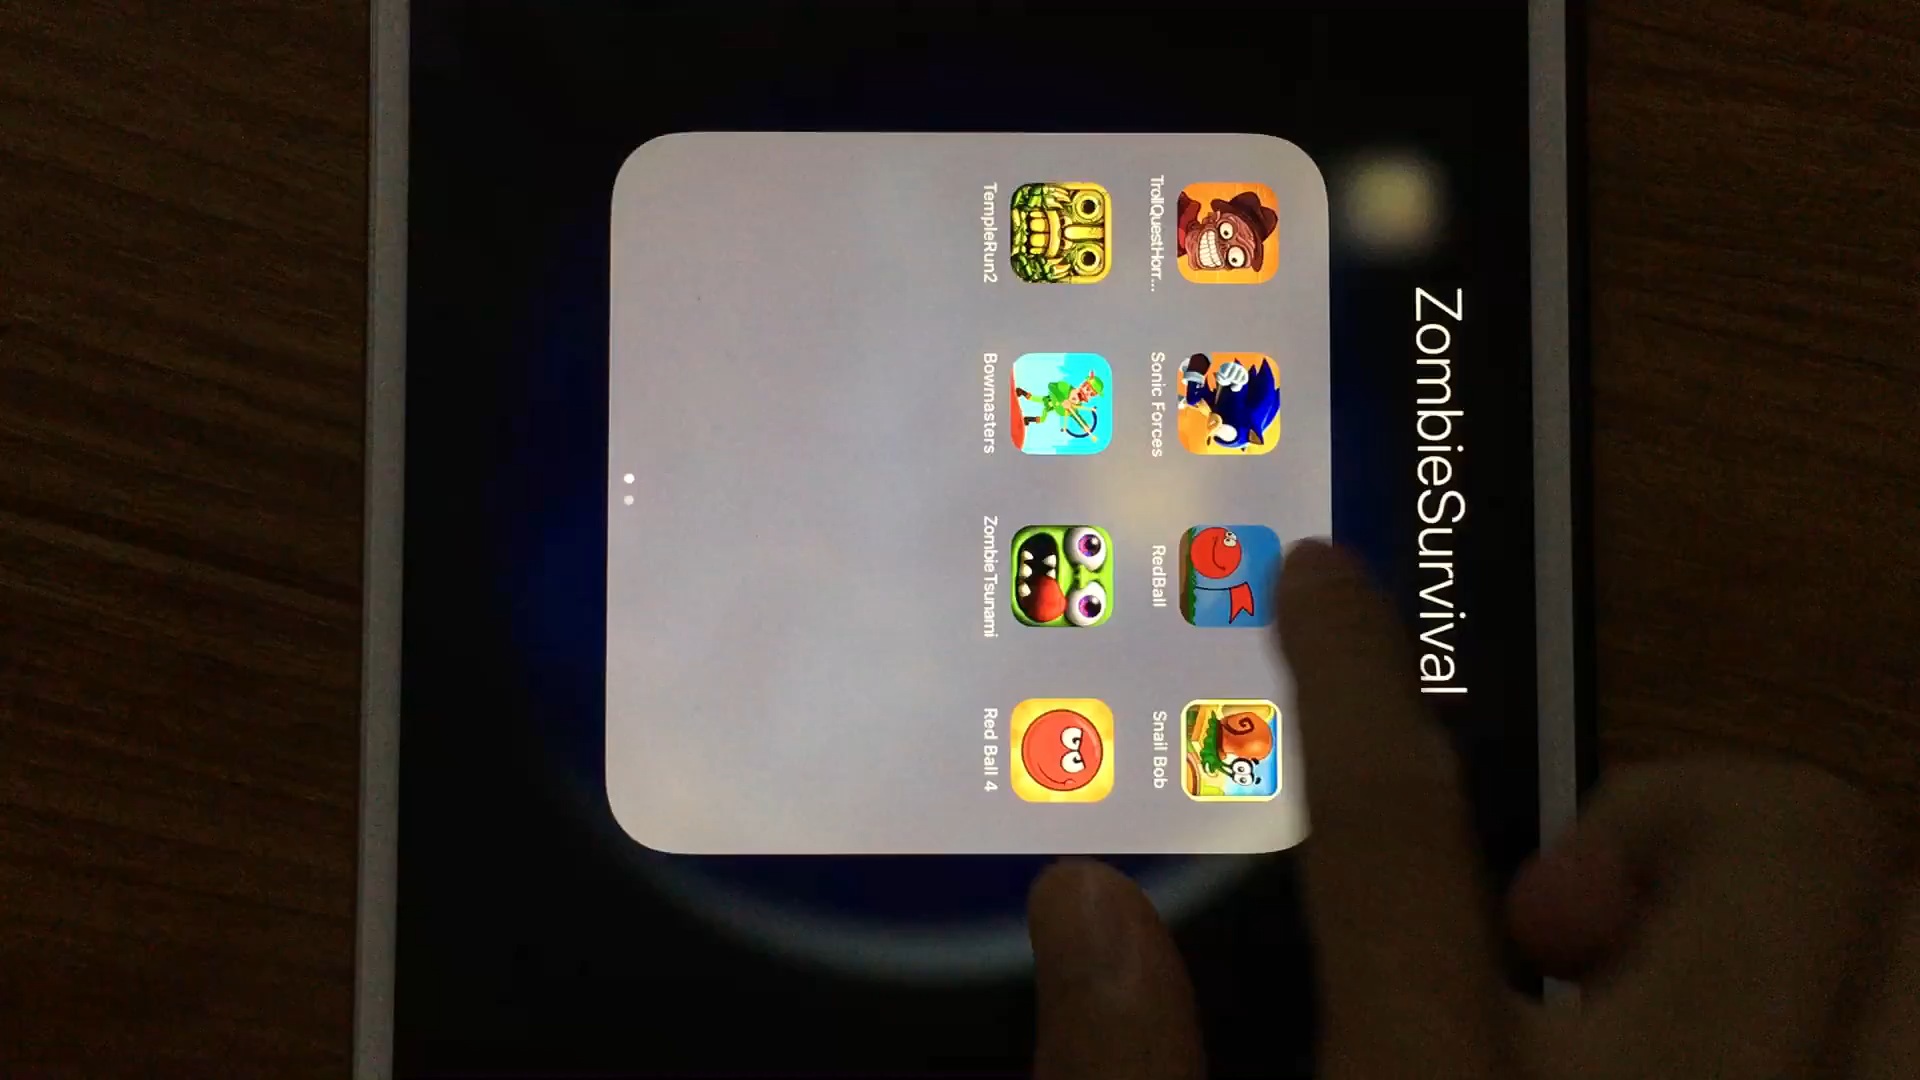 ZombieSurvival
TrollQuestHorr...
Sonic Forces
RedBall
Snail Bob
TempleRun2
Bowmasters
ZombieTsunami
Red Ball 4